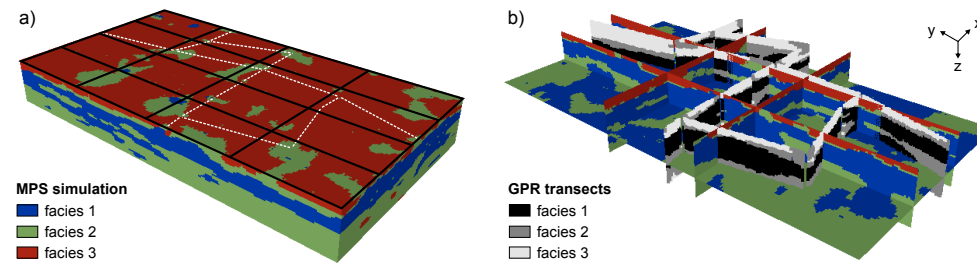 a)
MPS simulation
facies 1
facies 2
facies 3
b)
y
x
z
GPR transects
facies 1
facies 2
facies 3